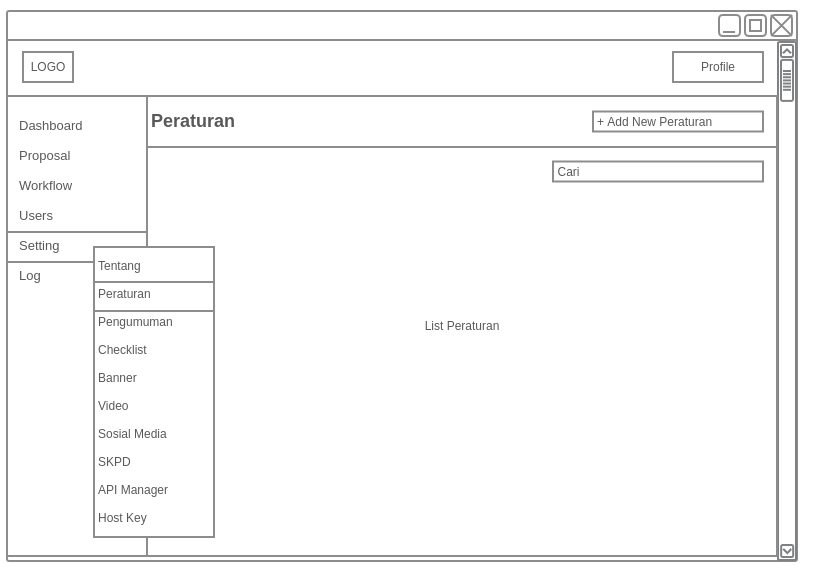 LOGO
Profile
Dashboard
Proposal
Workflow
Users
Setting
Log
Peraturan
+ Add New Peraturan
Cari
Tentang
Peraturan
Pengumuman
Checklist
Banner
Video
Sosial Media
SKPD
API Manager
Host Key
List Peraturan